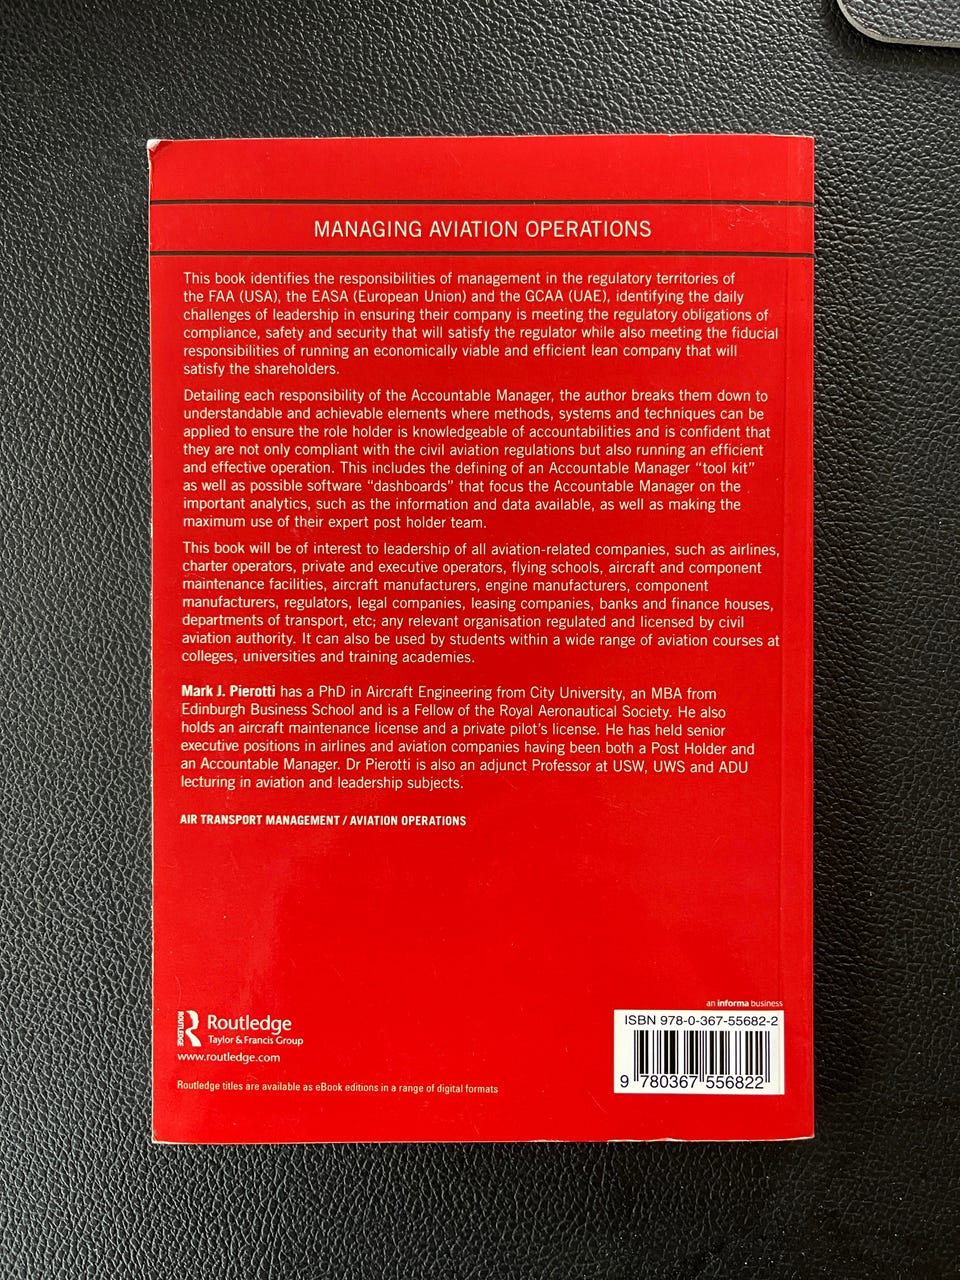 MANAGING AVIATION OPERATIONS
This book identifies the responsibilities of management in the regulatory territories of
the FAA (USA), the EASA (European Union) and the GCAA (UAE), identifying the daily
challenges of leadership in ensuring their company is meeting the regulatory obligations of
compliance, safety and security that will satisfy the regulator while also meeting the fiducial
responsibilities of running an economically viable and efficient lean company that will
satisfy the shareholders.
Detailing each responsibility of the Accountable Manager, the author breaks them down to
understandable and achievable elements where methods, systems and techniques can be
applied to ensure the role holder is knowledgeable of accountabilities and is confident that
they are not only compliant with the civil aviation regulations but also running an efficient
and effective operation. This includes the defining of an Accountable Manager “tool kit”
as well as possible software “dashboards” that focus the Accountable Manager on the
important analytics, such as the information and data available, as well as making the
maximum use of their expert post holder team.
This book will be of interest to leadership of all aviation-related companies, such as airlines,
charter operators, private and executive operators, flying schools, aircraft and component
maintenance facilities, aircraft manufacturers, engine manufacturers, component
manufacturers, regulators, legal companies, leasing companies, banks and finance houses,
departments of transport, etc; any relevant organisation regulated and licensed by civil
aviation authority. It can also be used by students within a wide range of aviation courses at
colleges, universities and training academies.
Mark J. Pierotti has a PhD in Aircraft Engineering from City University, an MBA from
Edinburgh Business School and is a Fellow of the Royal Aeronautical Society. He also
holds an aircraft maintenance license and a private pilot’s license. He has held senior
executive positions in airlines and aviation companies having been both a Post Holder and
an Accountable Manager. Dr Pierotti is also an adjunct Professor at USW, UWS and ADU
lecturing in aviation and leadership subjects.
AIR TRANSPORT MANAGEMENT / AVIATION OPERATIONS
an informa business
ROUTLEDGE
Routledge
Taylor & Francis Group
www.routledge.com
Routledge titles are available as eBook editions in a range of digital formats
ISBN 978-0-367-55682-2
9 780367 556822